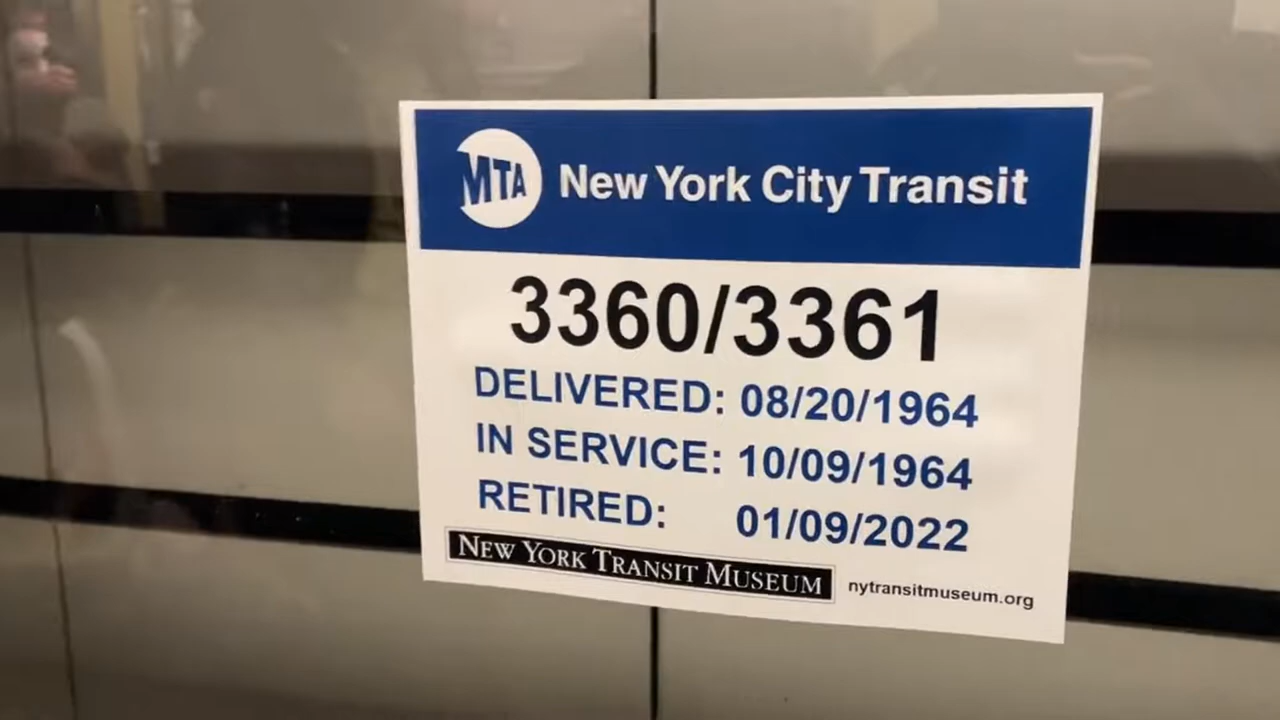 MTA New York City Transit
3360/3361
DELIVERED: 08/20/1964
IN SERVICE: 10/09/1964
RETIRED: 01/09/2022
NEW YORK TRANSIT MUSEUM nytransitmuseum.org